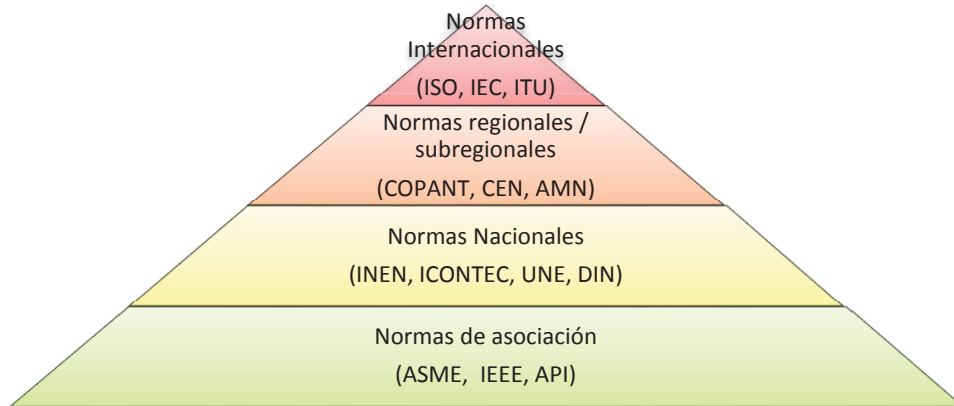 Normas
Internacionales
(ISO, IEC, ITU)
Normas regionales /
subregionales
(COPANT, CEN, AMN)
Normas Nacionales
(INEN, ICONTEC, UNE, DIN)
Normas de asociación
(ASME, IEEE, API)